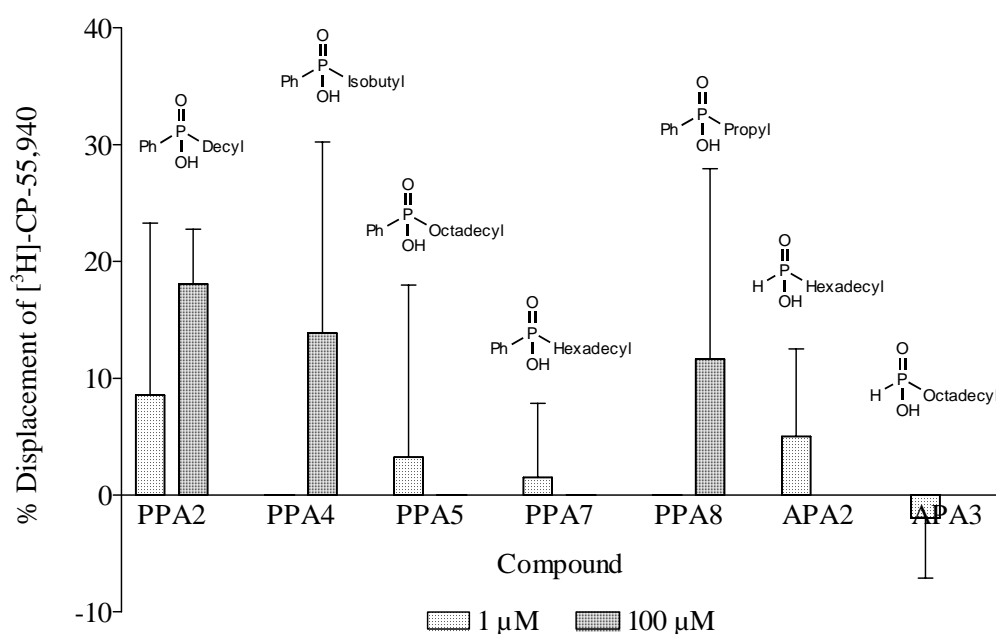 % Displacement of [³H]-CP-55,940
40
30
20
10
0
-10
O
P
Ph Decyl
OH
O
P
Ph Isobutyl
OH
O
P
Ph Octadecyl
OH
O
P
Ph Hexadecyl
OH
O
P
Ph Propyl
OH
O
P
H Hexadecyl
OH
O
P
H Octadecyl
OH
PPA2 PPA4 PPA5 PPA7 PPA8 APA2 APA3
Compound
1 µM 100 µM